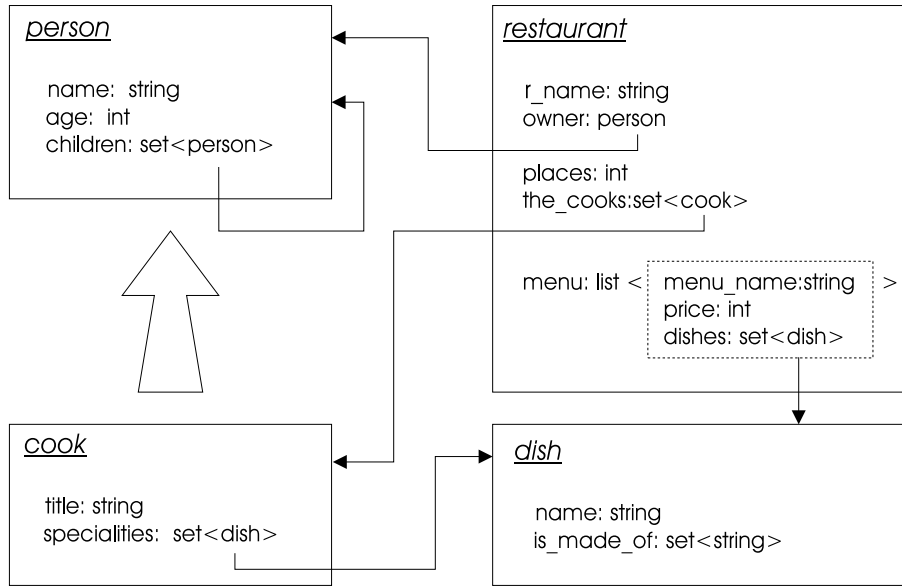 person
name: string
age: int
children: set<person>
restaurant
r_name: string
owner: person
places: int
the_cooks:set<cook>
menu: list < menu_name:string >
price: int
dishes: set<dish>
cook
title: string
specialities: set<dish>
dish
name: string
is_made_of: set<string>